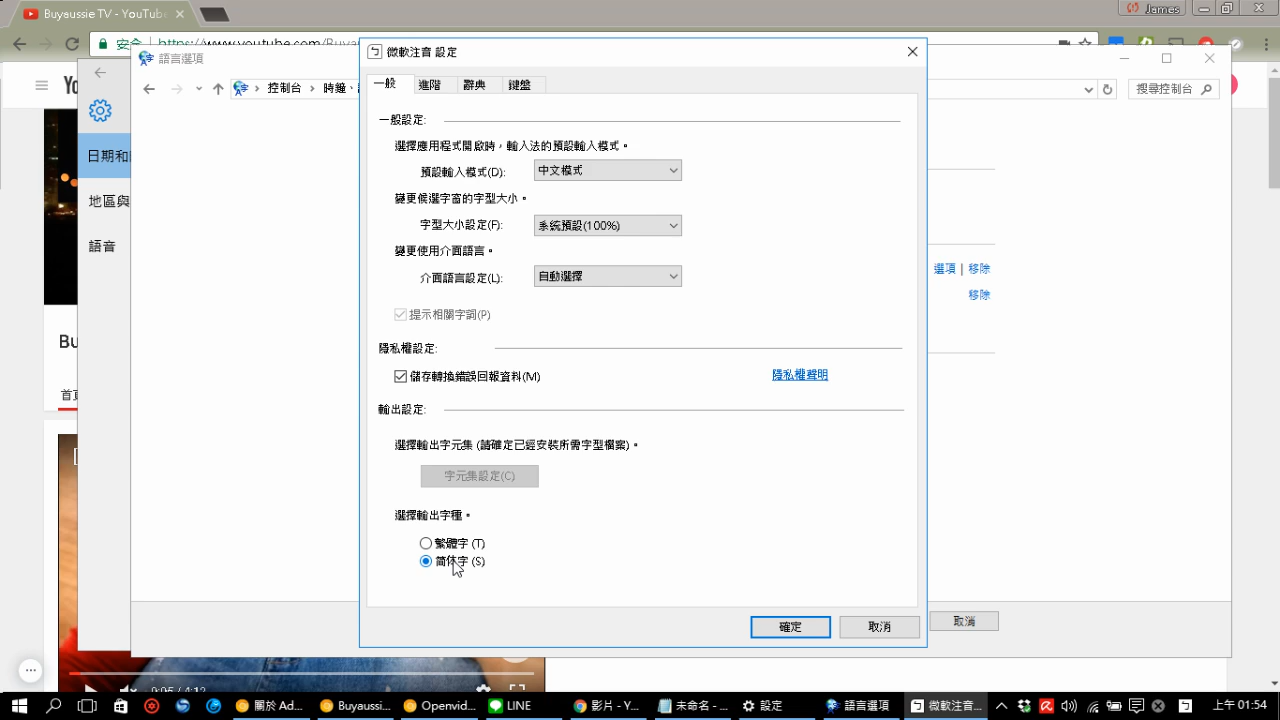 Buyaussie TV - YouTube
James
安全
https://www.youtube.com/Buya
語言選項
微軟注音 設定
控制台
時鐘、
搜尋控制台
一般
進階
辭典
鍵盤
一般設定:
選擇應用程式開啟時，輸入法的預設輸入模式。
預設輸入模式(D):
中文模式
變更候選字窗的字型大小。
字型大小設定(F):
系統預設(100%)
變更使用介面語言。
介面語言設定(L):
自動選擇
提示相關字詞(P)
隱私權設定:
儲存轉換錯誤回報資料(M)
隱私權聲明
輸出設定:
選擇輸出字元集 (請確定已經安裝所需字型檔案)。
字元集設定(C)
選擇輸出字種。
繁體字 (T)
简体字 (S)
確定
取消
取消
日期和
地區與
語音
選項 | 移除
移除
Bu
首頁
0:05 / 4:12
關於 Ad...
Buyaussi...
Openvid...
LINE
影片 - Y...
未命名 -...
設定
語言選項
微軟注音...
上午 01:54